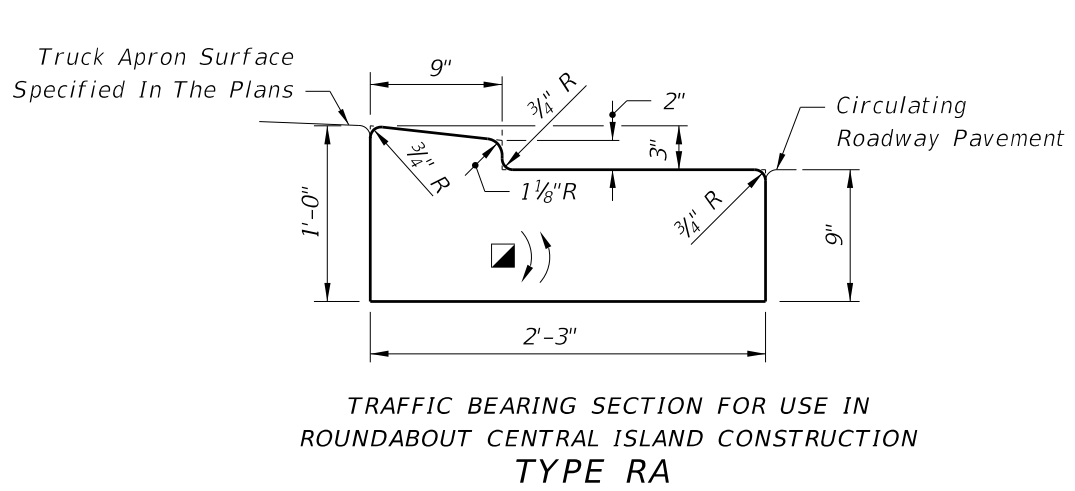 Truck Apron Surface
Specified In The Plans
9"
3/4" R
2"
Circulating
Roadway Pavement
3"
3/4" R
1 1/8"R
3/4" R
1'-0"
9"
2'-3"
TRAFFIC BEARING SECTION FOR USE IN
ROUNDABOUT CENTRAL ISLAND CONSTRUCTION
TYPE RA